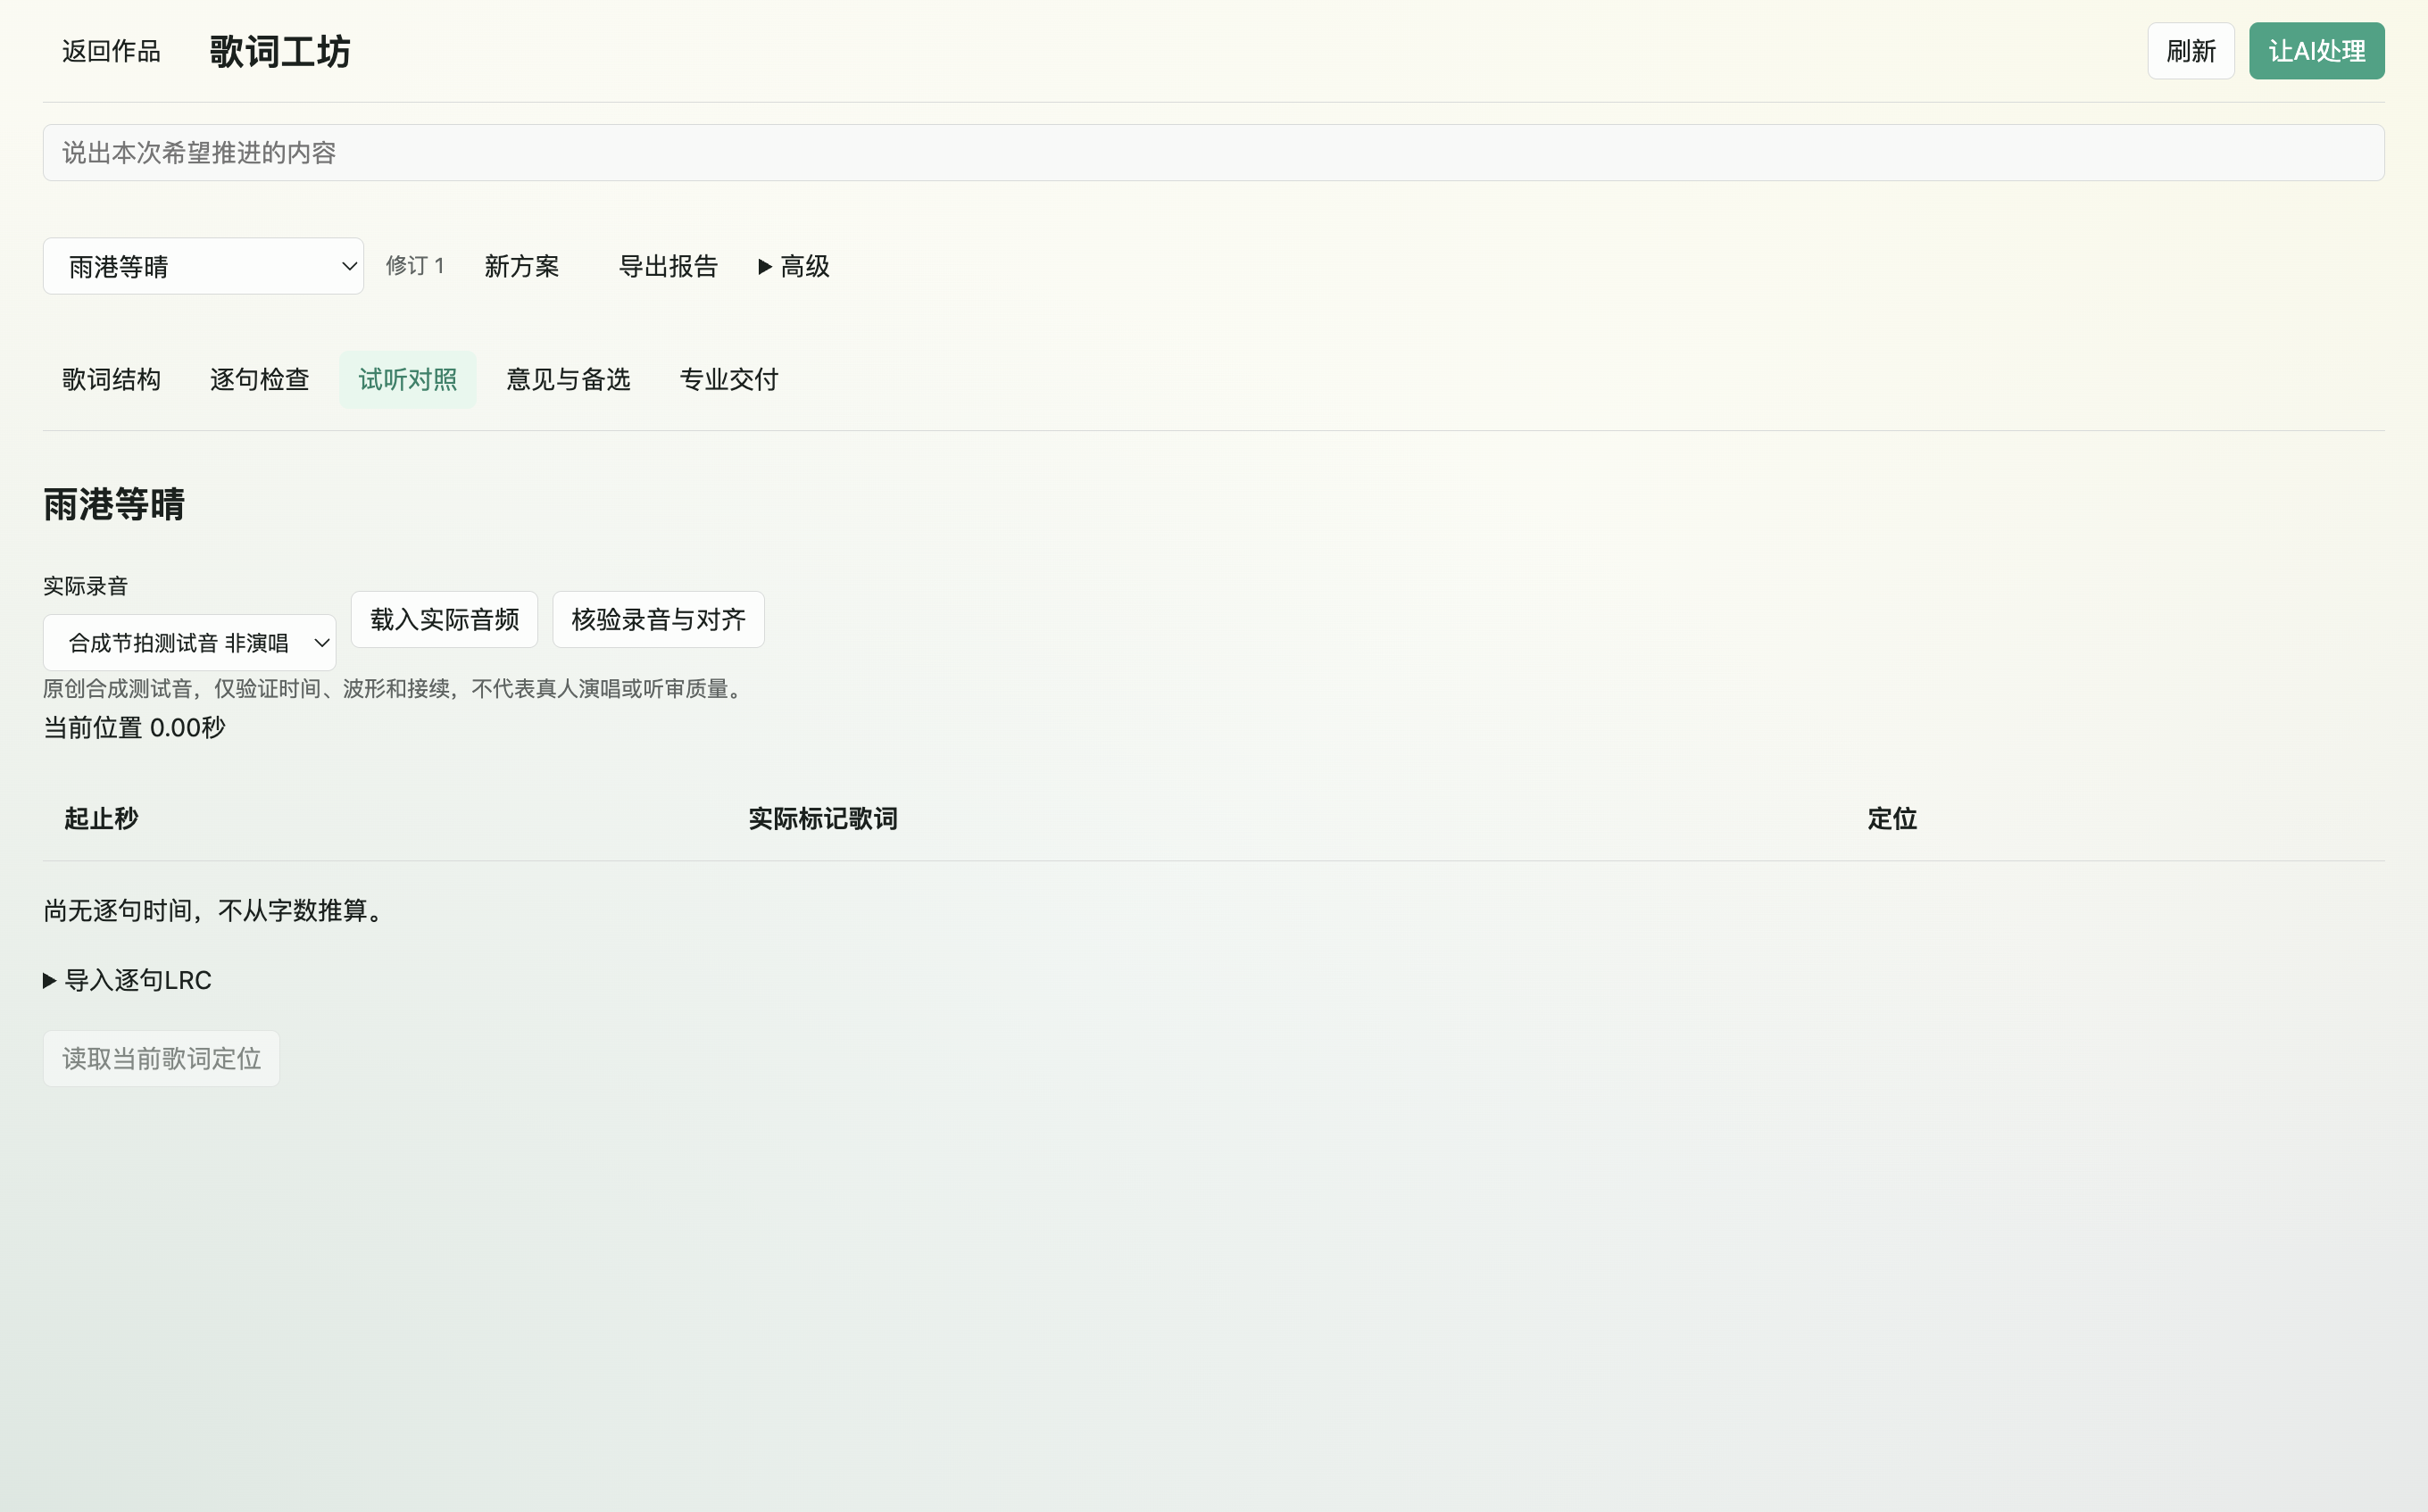 返回作品 歌词工坊 刷新 让AI处理
说出本次希望推进的内容
雨港等晴 修订 1 新方案 导出报告 ▶ 高级
歌词结构 逐句检查 试听对照 意见与备选 专业交付
雨港等晴
实际录音
合成节拍测试音 非演唱 载入实际音频 核验录音与对齐
原创合成测试音，仅验证时间、波形和接续，不代表真人演唱或听审质量。
当前位置 0.00秒
起止秒 实际标记歌词 定位
尚无逐句时间，不从字数推算。
▶ 导入逐句LRC
读取当前歌词定位